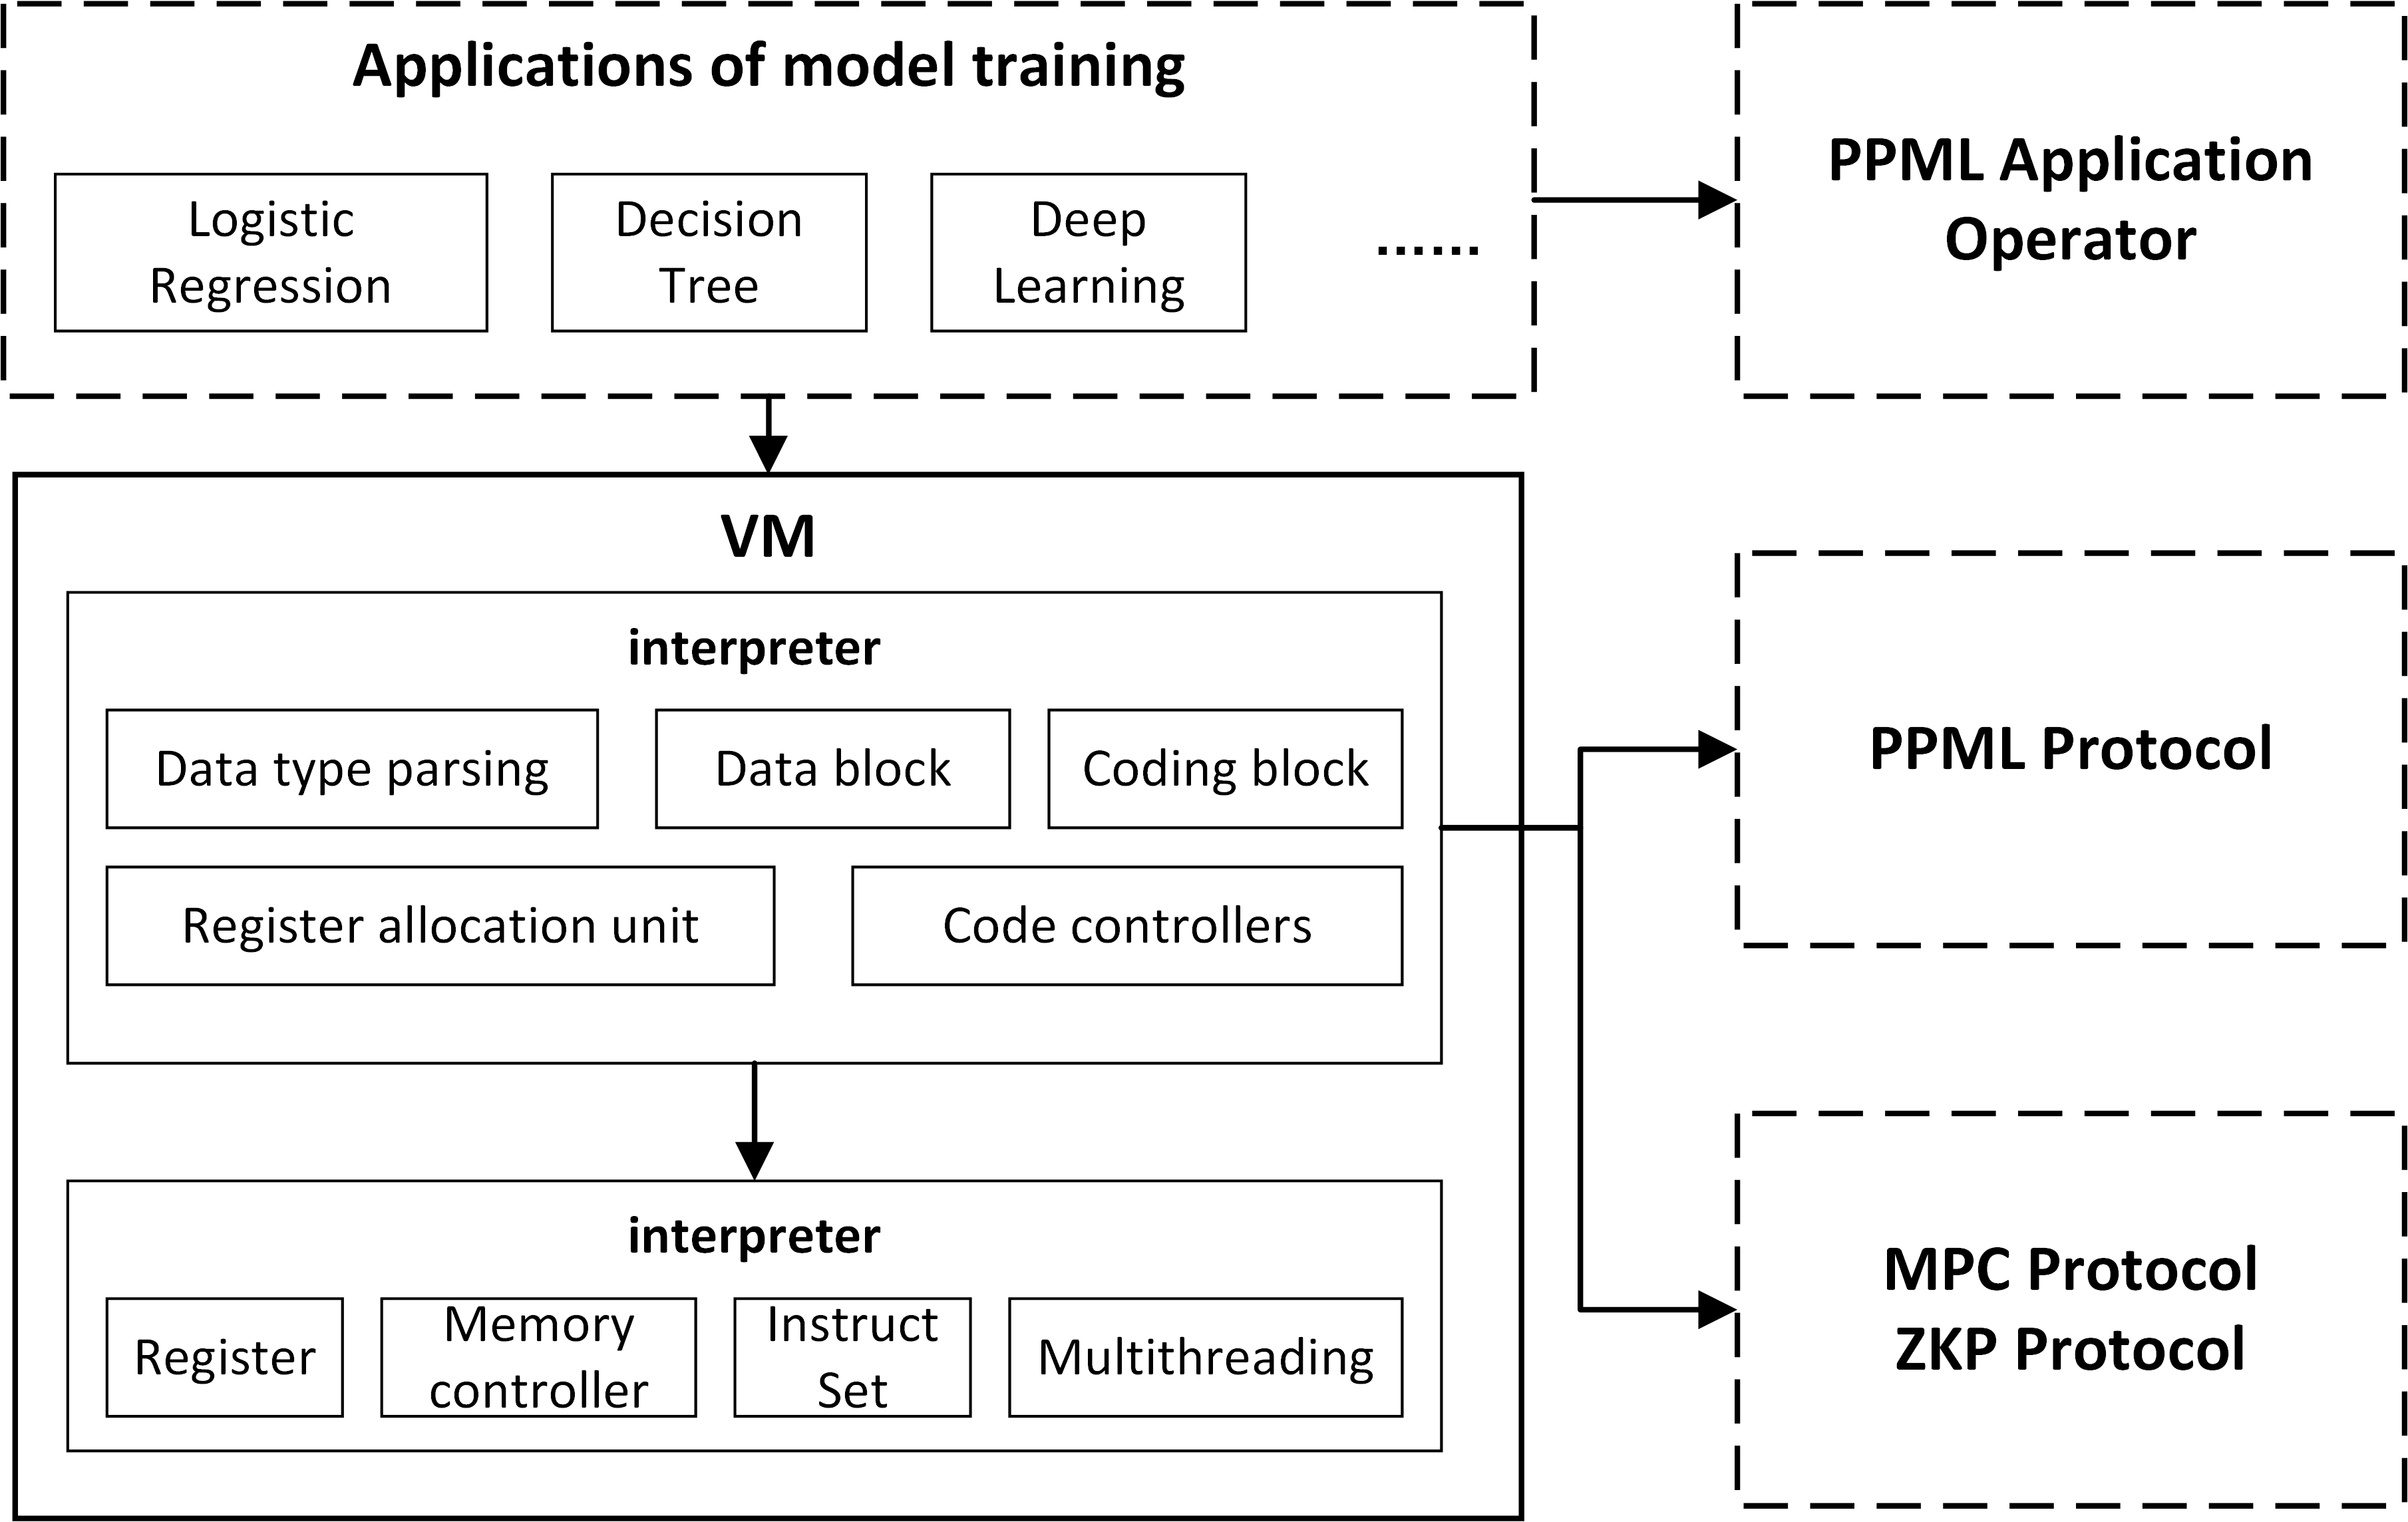 Applications of model training
Logistic
Regression
Decision
Tree
Deep
Learning
......
PPML Application
Operator
VM
interpreter
Data type parsing
Data block
Coding block
Register allocation unit
Code controllers
PPML Protocol
interpreter
Register
Memory
controller
Instruct
Set
Multithreading
MPC Protocol
ZKP Protocol